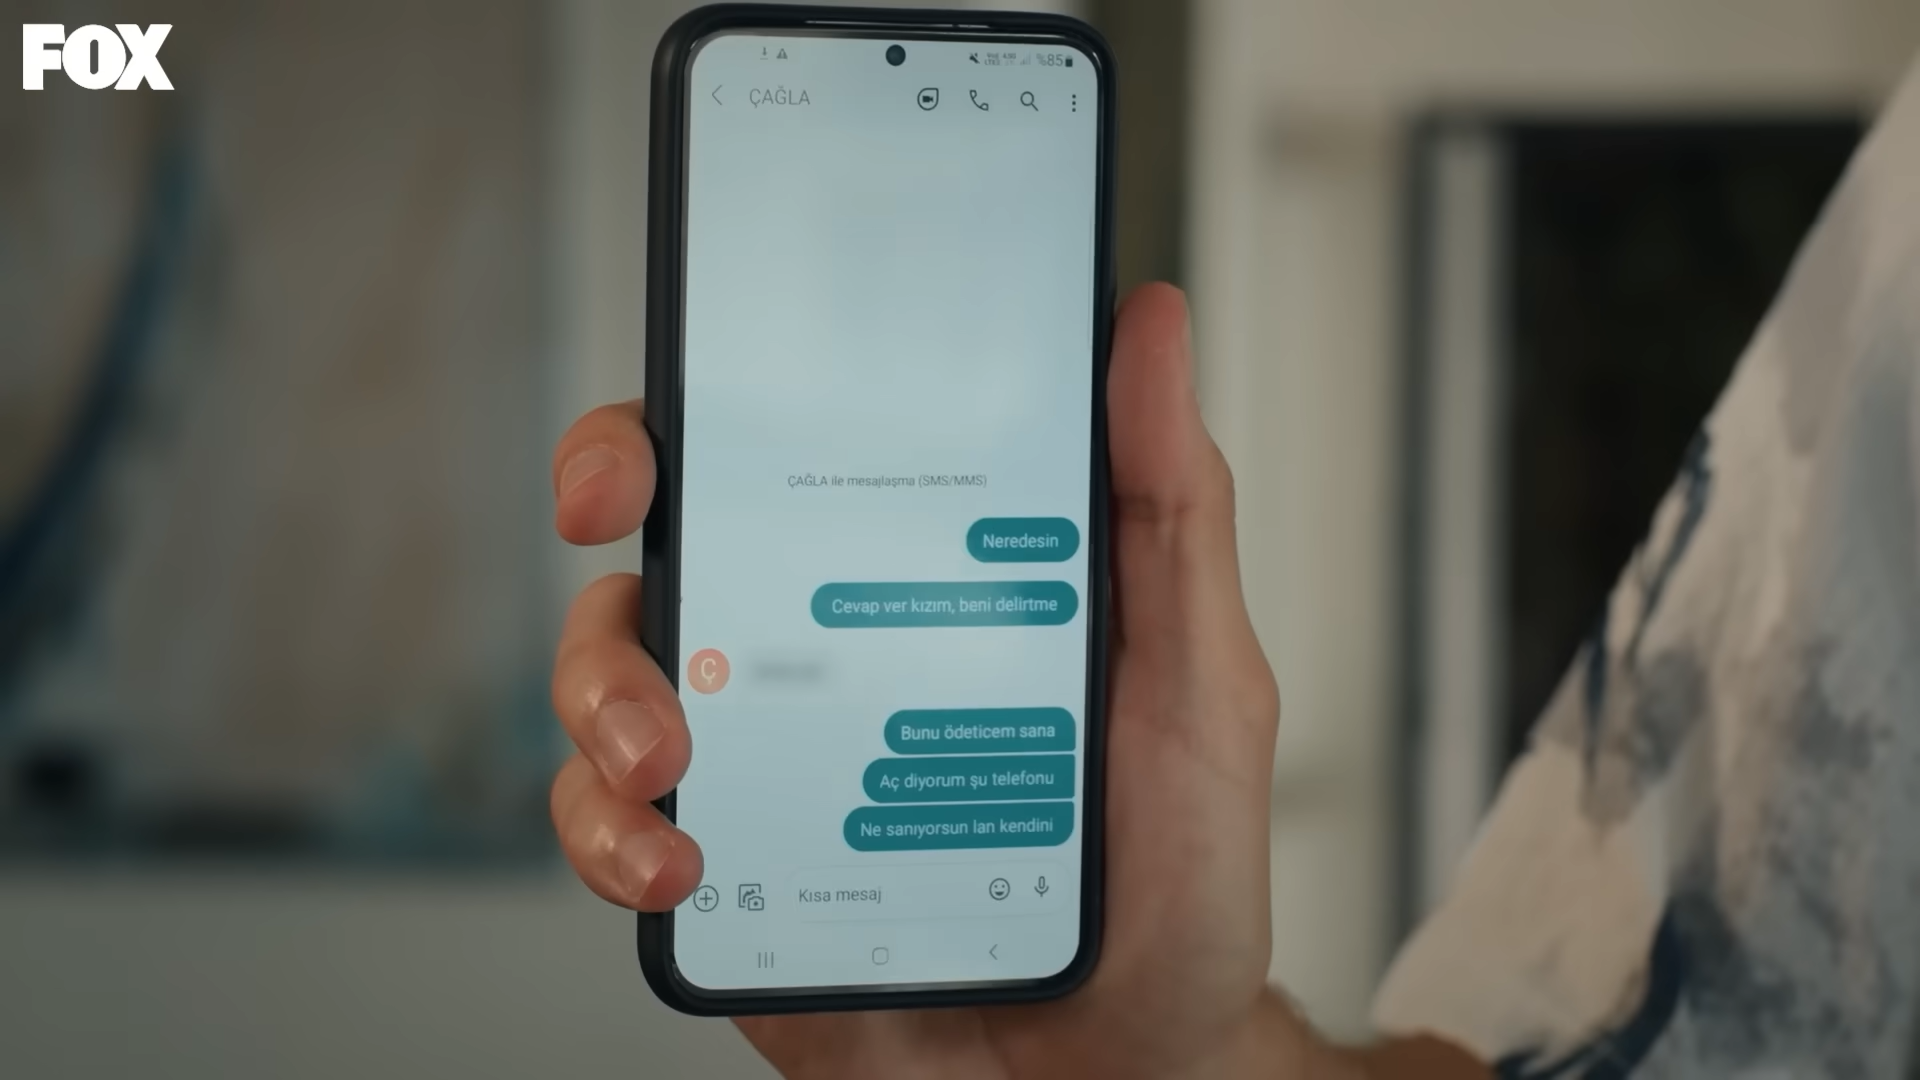 FOX
%85
ÇAĞLA
ÇAĞLA ile mesajlaşma (SMS/MMS)
Neredesin
Cevap ver kızım, beni delirtme
Ç
Bunu ödeticem sana
Aç diyorum şu telefonu
Ne sanıyorsun lan kendini
Kısa mesaj